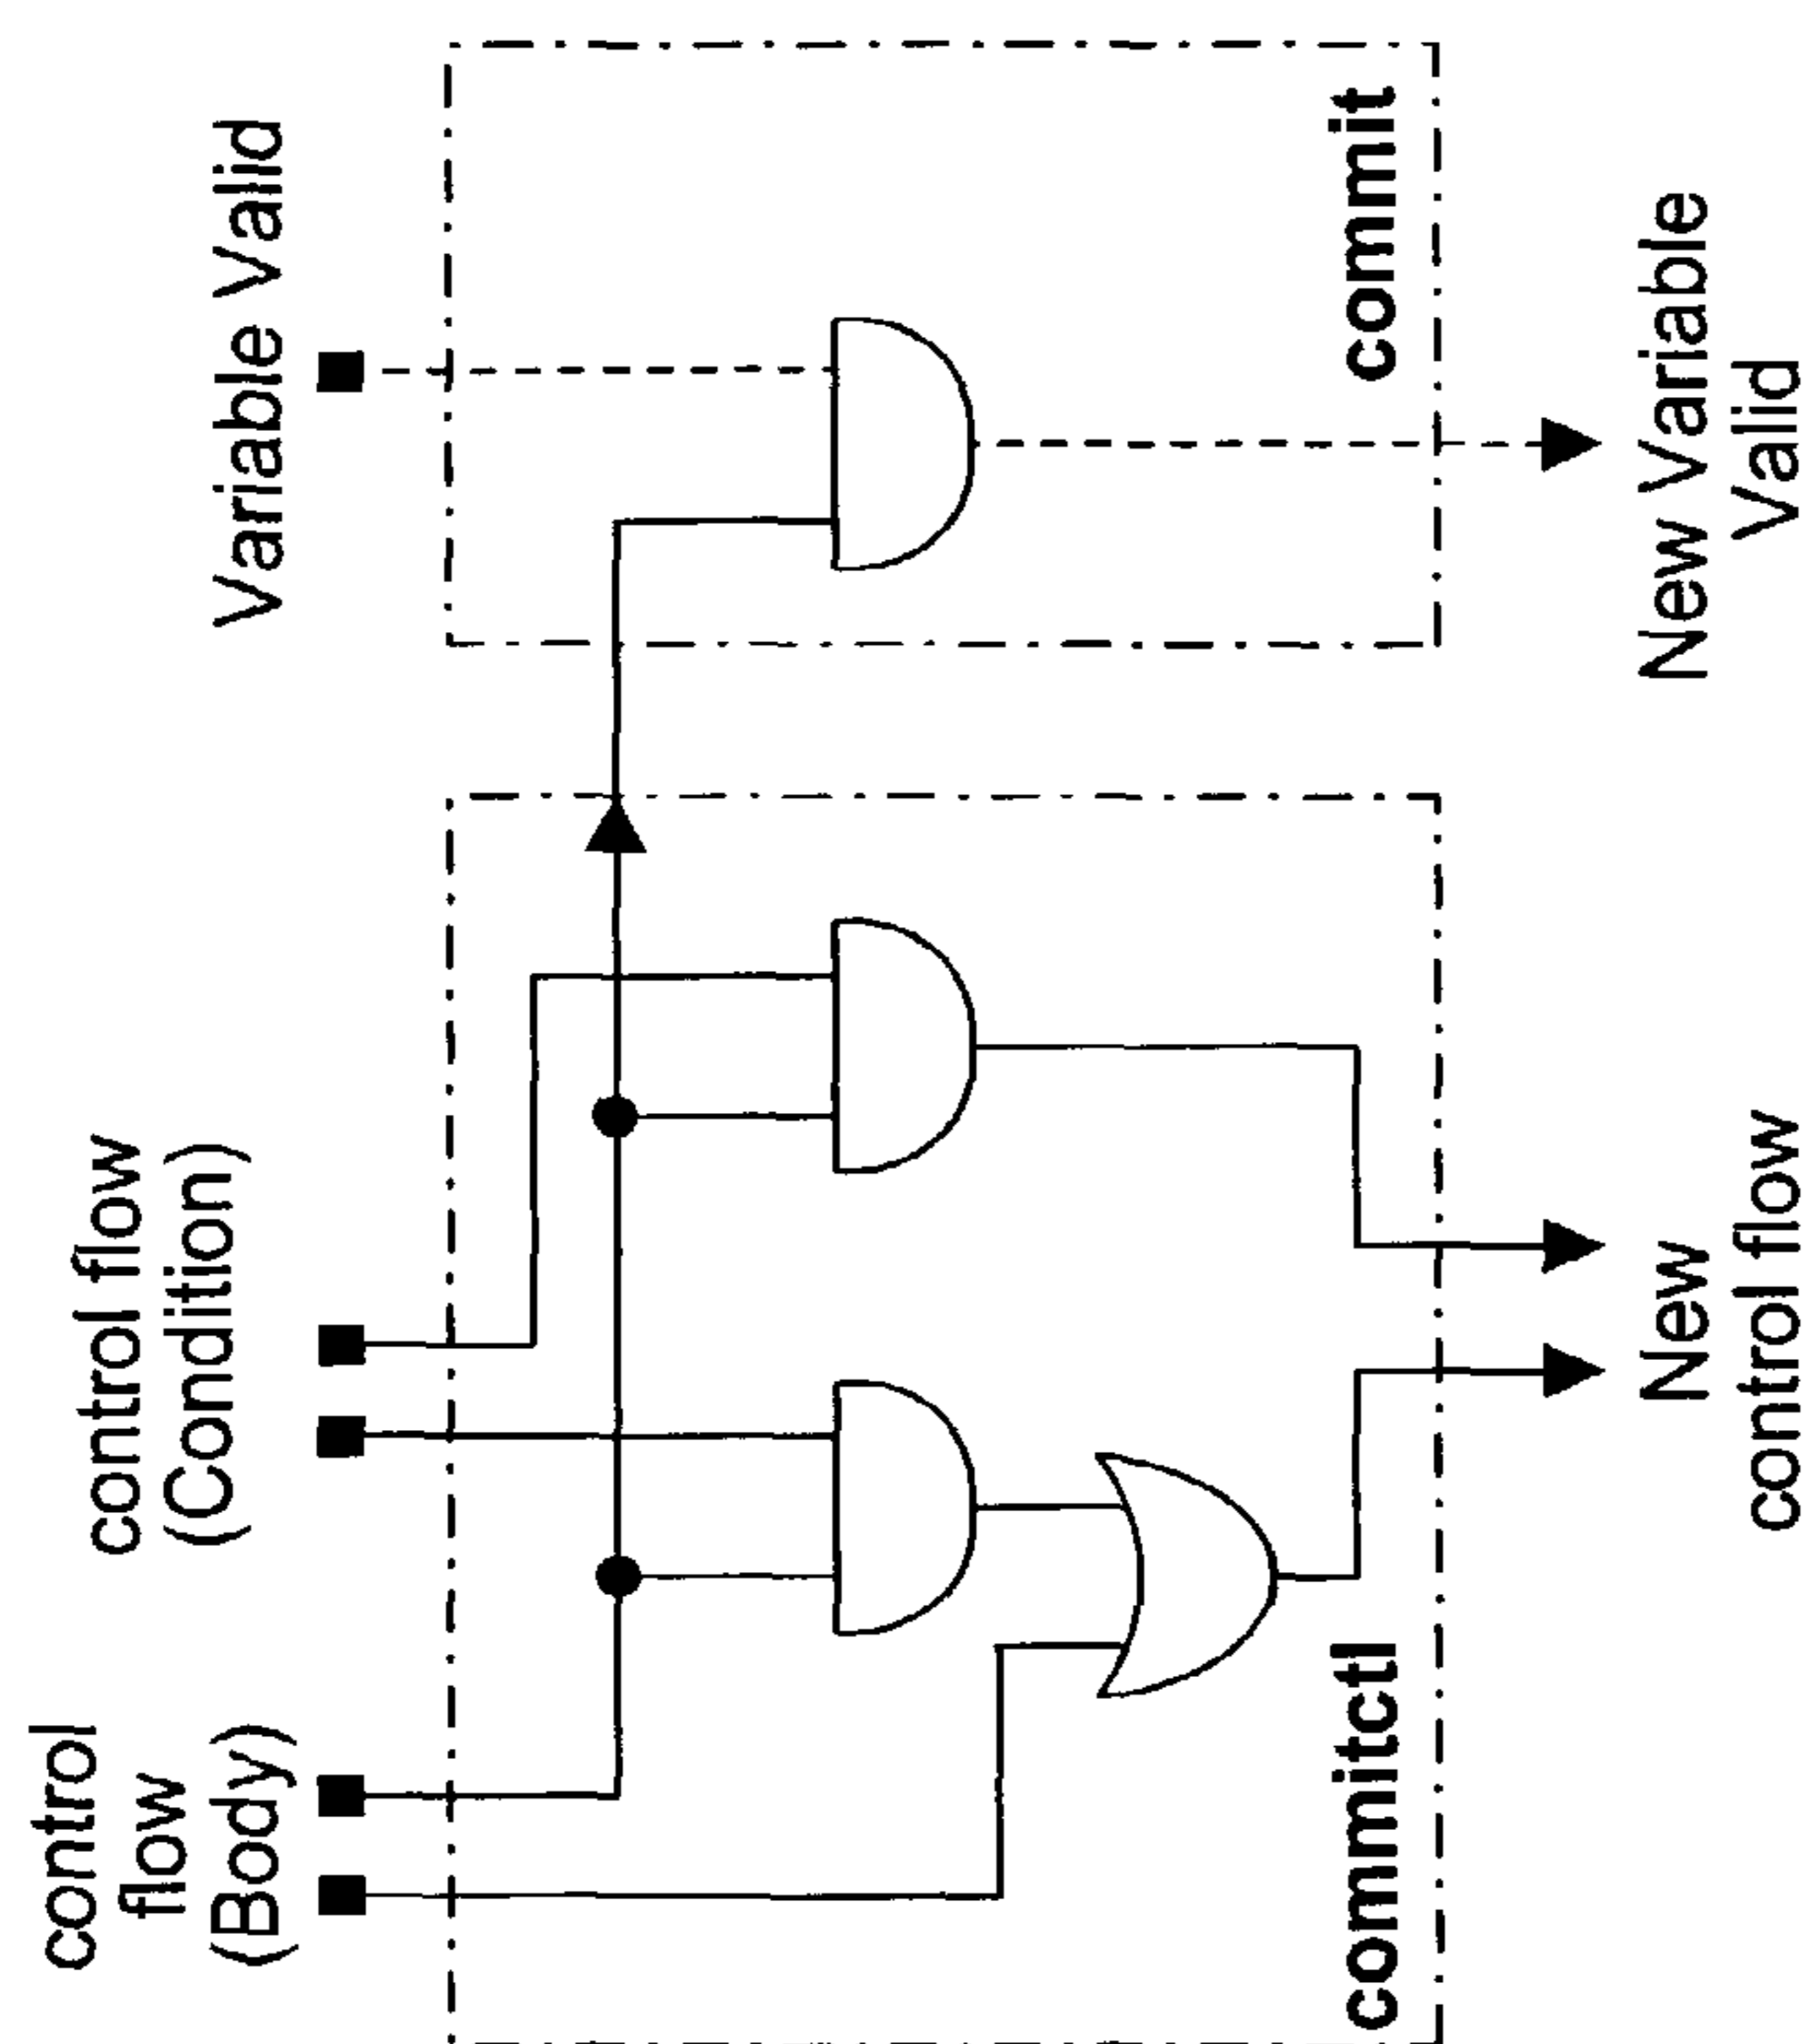 control
flow
(Body)
control flow
(Condition)
Variable Valid
commitctl
commit
New
control flow
New Variable
Valid